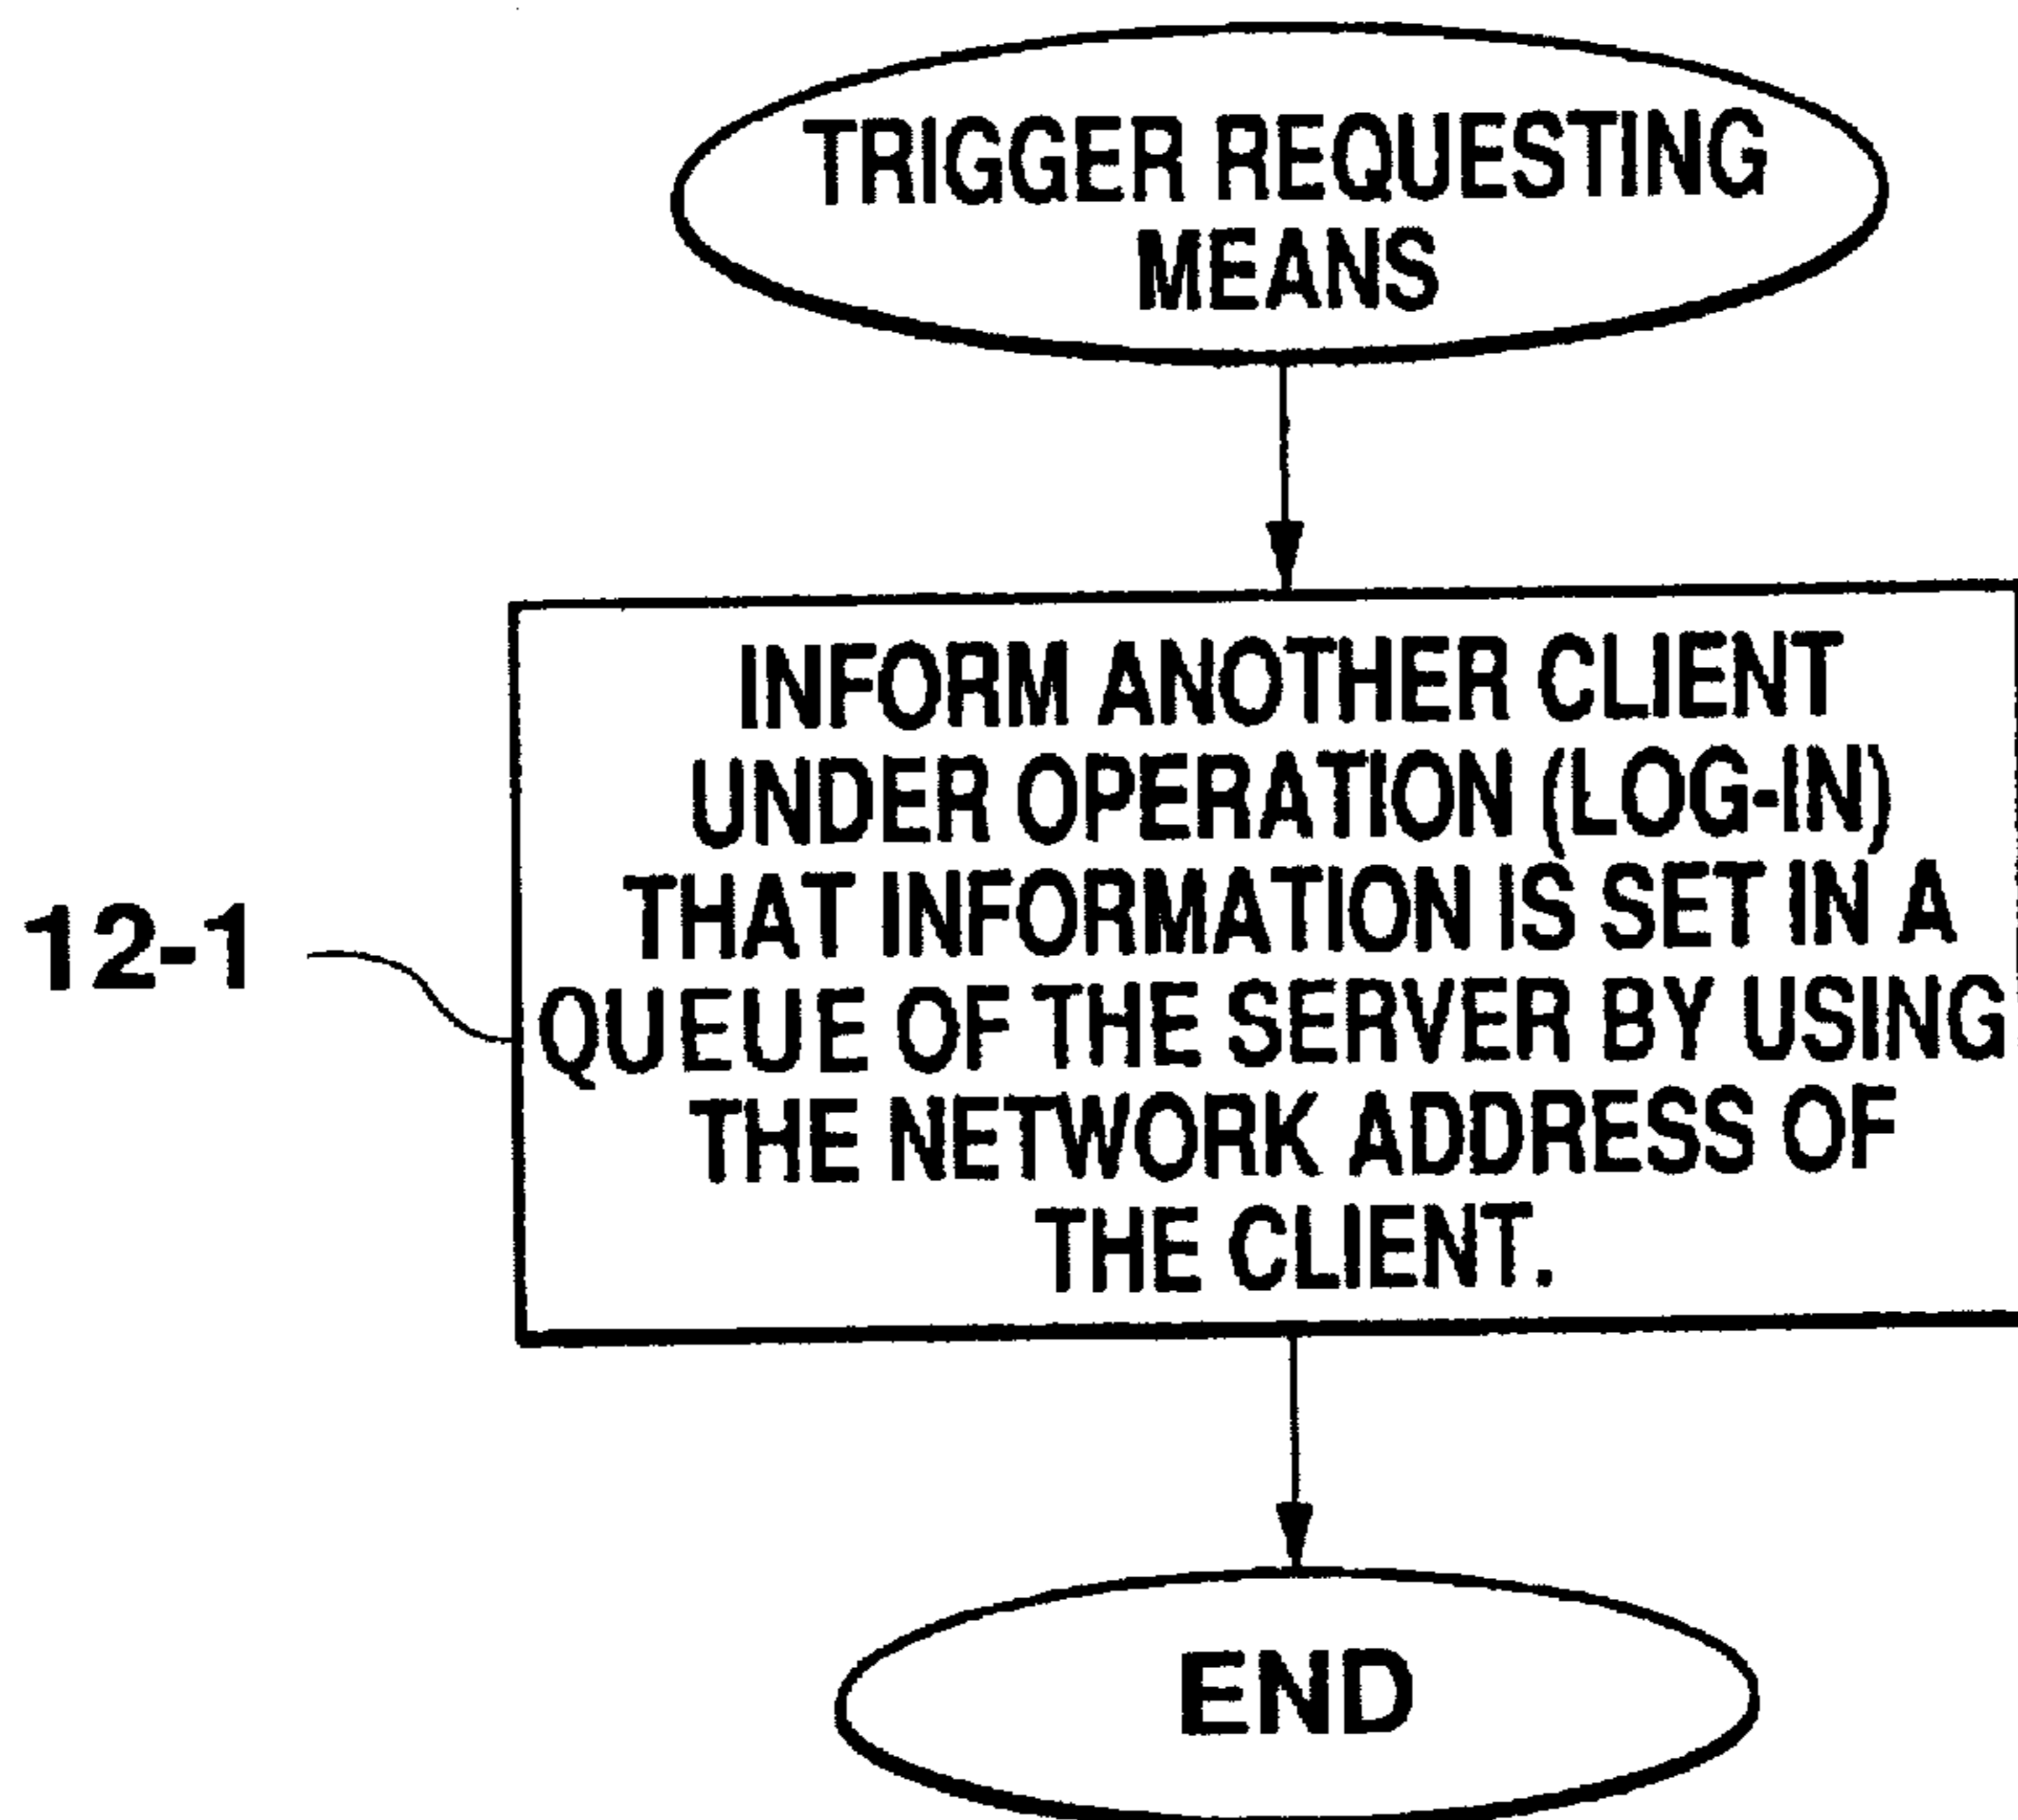 TRIGGER REQUESTING
MEANS
INFORM ANOTHER CLIENT
UNDER OPERATION (LOG-IN)
THAT INFORMATION IS SET IN A
12-1
QUEUE OF THE SERVER BY USING
THE NETWORK ADDRESS OF
THE CLIENT.
END